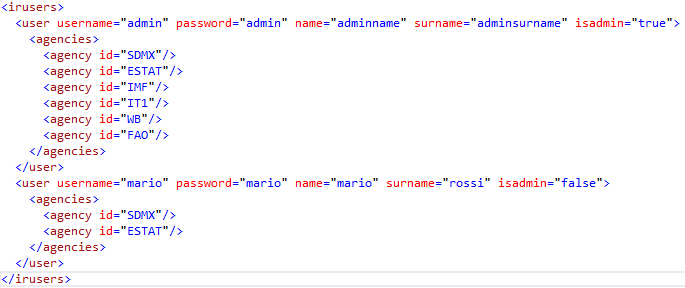 <irusers>
  <user username="admin" password="admin" name="adminname" surname="adminsurname" isadmin="true">
    <agencies>
      <agency id="SDMX"/>
      <agency id="ESTAT"/>
      <agency id="IMF"/>
      <agency id="IT1"/>
      <agency id="WB"/>
      <agency id="FAO"/>
    </agencies>
  </user>
  <user username="mario" password="mario" name="mario" surname="rossi" isadmin="false">
    <agencies>
      <agency id="SDMX"/>
      <agency id="ESTAT"/>
    </agencies>
  </user>
</irusers>